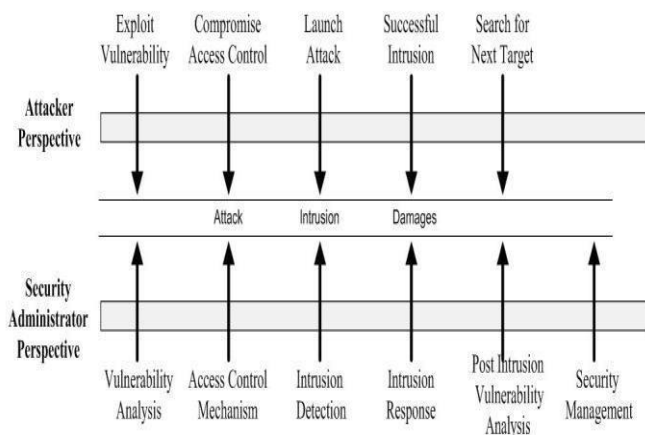 Exploit
Vulnerability
Compromise
Access Control
Launch
Attack
Successful
Intrusion
Search for
Next Target
Attacker
Perspective
Attack
Intrusion
Damages
Security
Administrator
Perspective
Vulnerability
Analysis
Access Control
Mechanism
Intrusion
Detection
Intrusion
Response
Post Intrusion
Vulnerability
Analysis
Security
Management